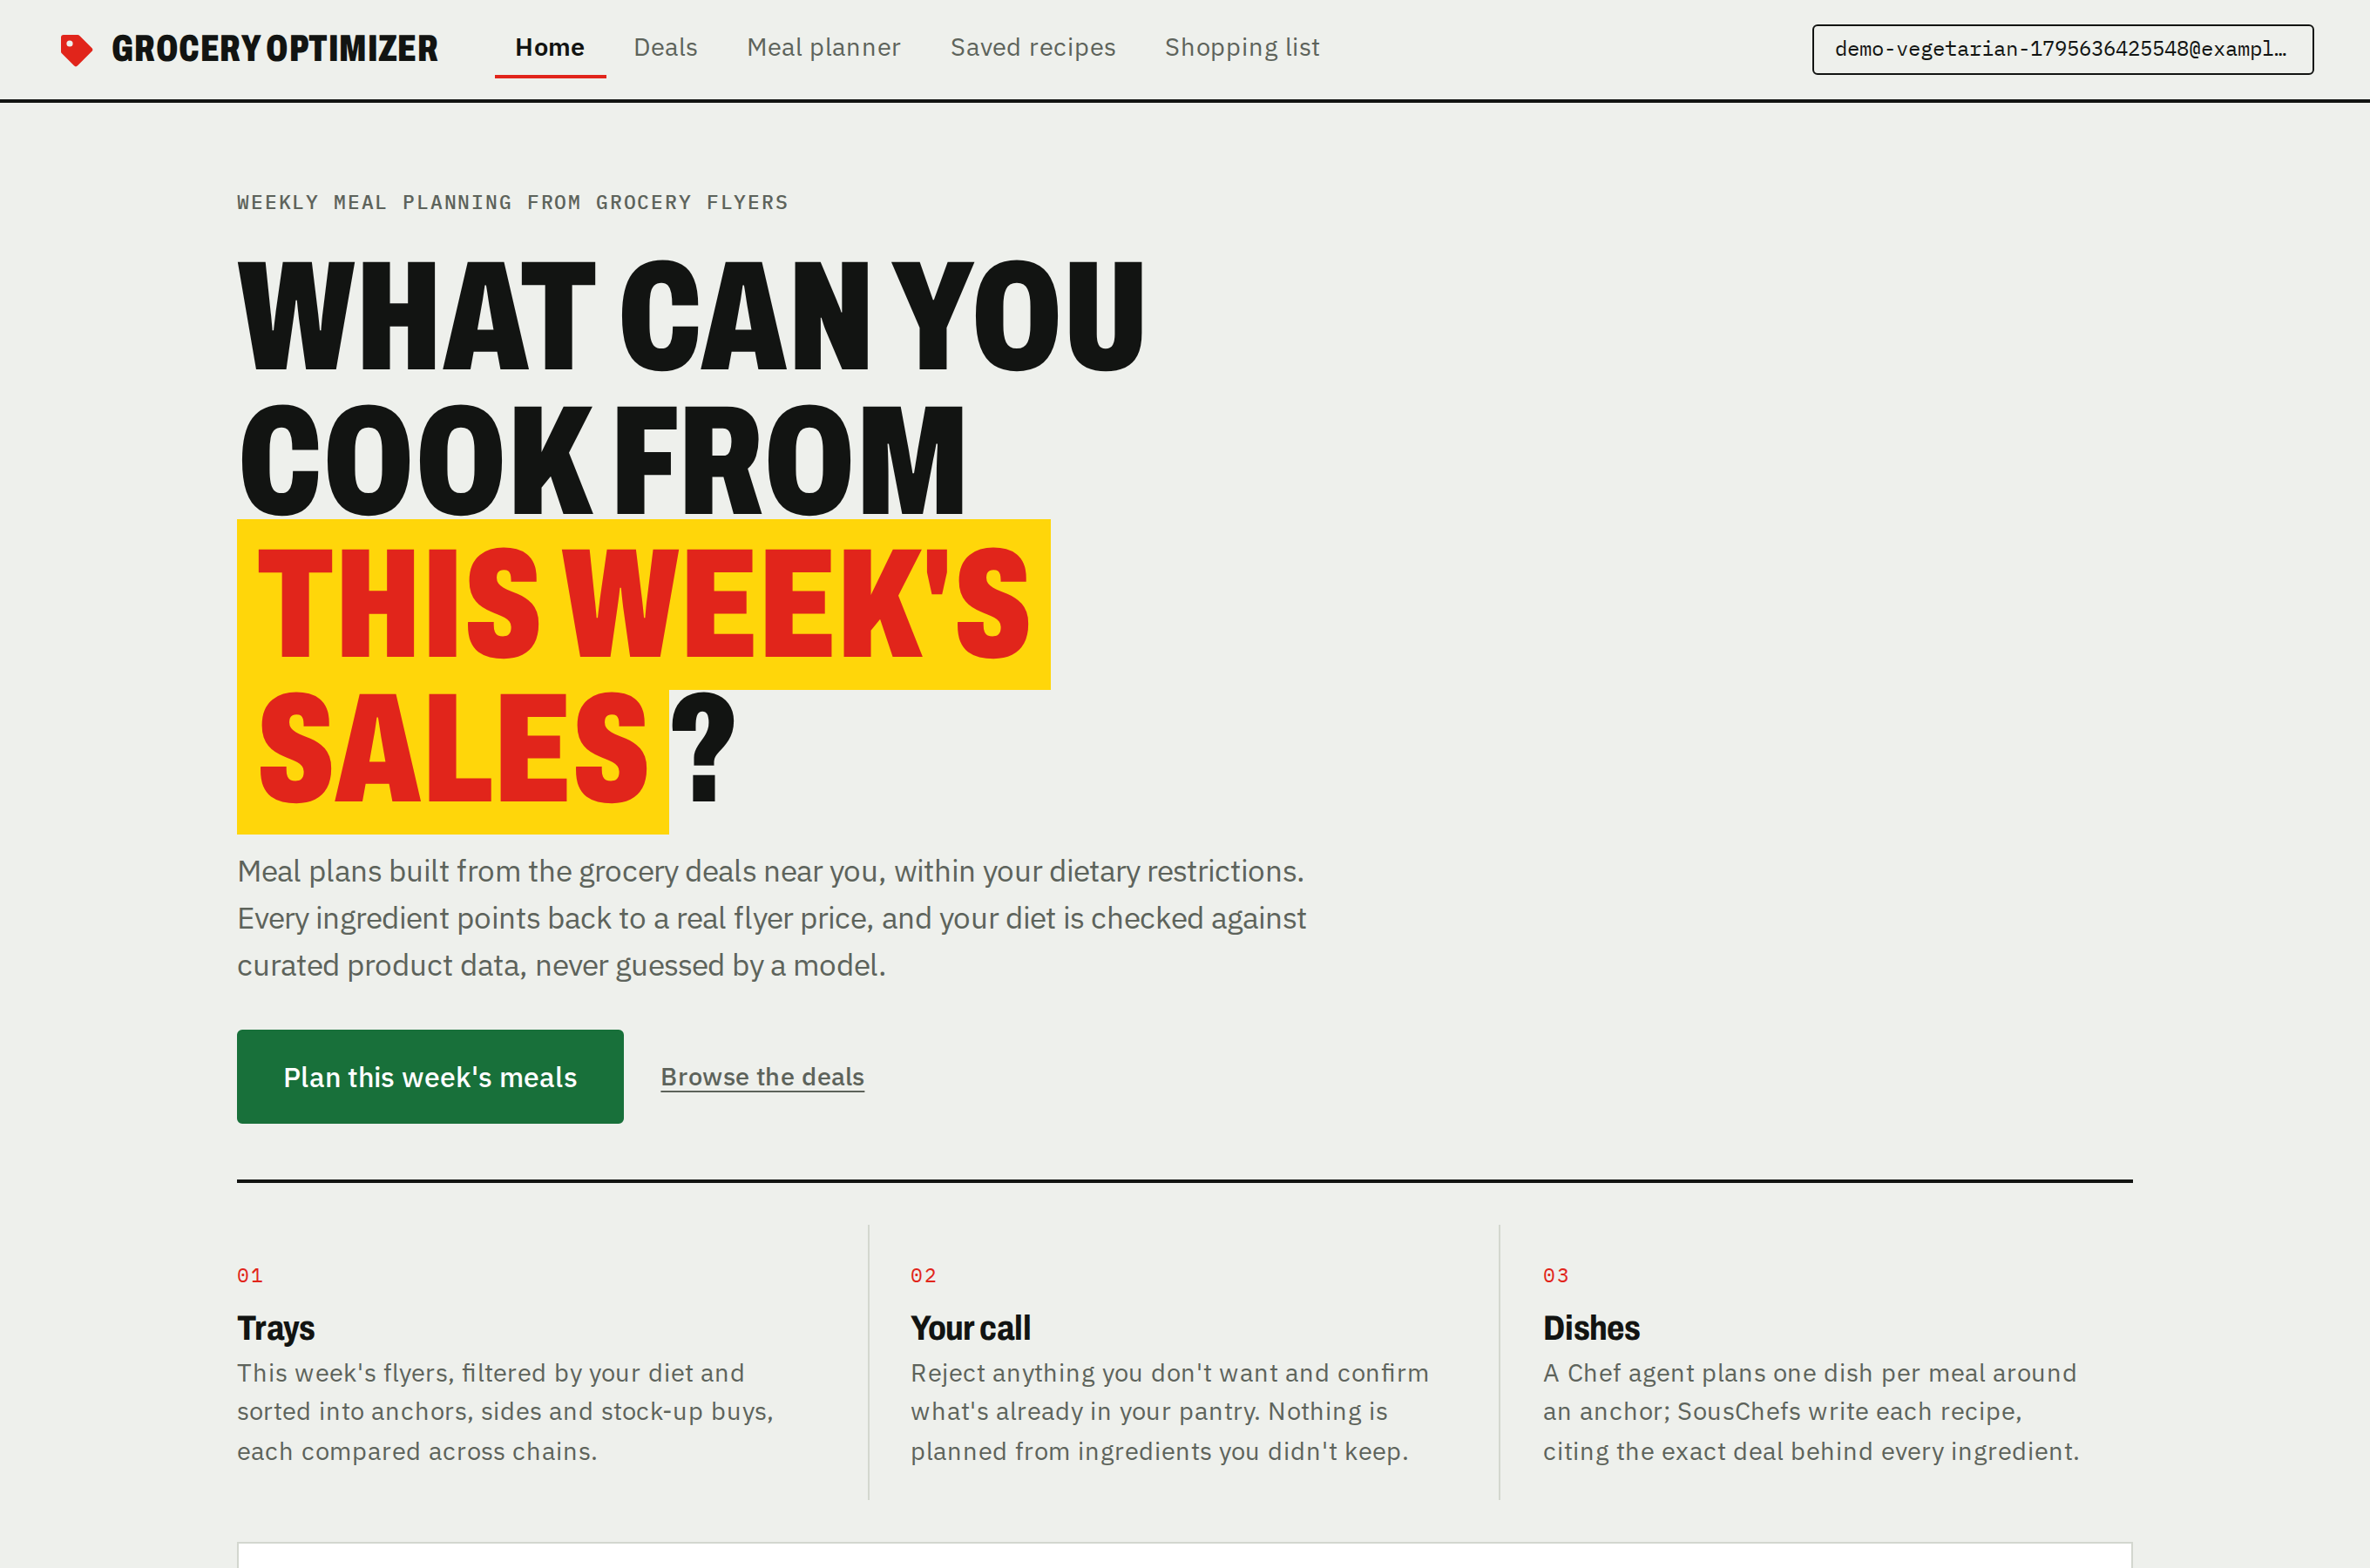 GROCERY OPTIMIZER
Home
Deals
Meal planner
Saved recipes
Shopping list
demo-vegetarian-1795636425548@exampl…
WEEKLY MEAL PLANNING FROM GROCERY FLYERS
WHAT CAN YOU
COOK FROM
THIS WEEK'S
SALES?
Meal plans built from the grocery deals near you, within your dietary restrictions.
Every ingredient points back to a real flyer price, and your diet is checked against
curated product data, never guessed by a model.
Plan this week's meals
Browse the deals
01
Trays
This week's flyers, filtered by your diet and
sorted into anchors, sides and stock-up buys,
each compared across chains.
02
Your call
Reject anything you don't want and confirm
what's already in your pantry. Nothing is
planned from ingredients you didn't keep.
03
Dishes
A Chef agent plans one dish per meal around
an anchor; SousChefs write each recipe,
citing the exact deal behind every ingredient.